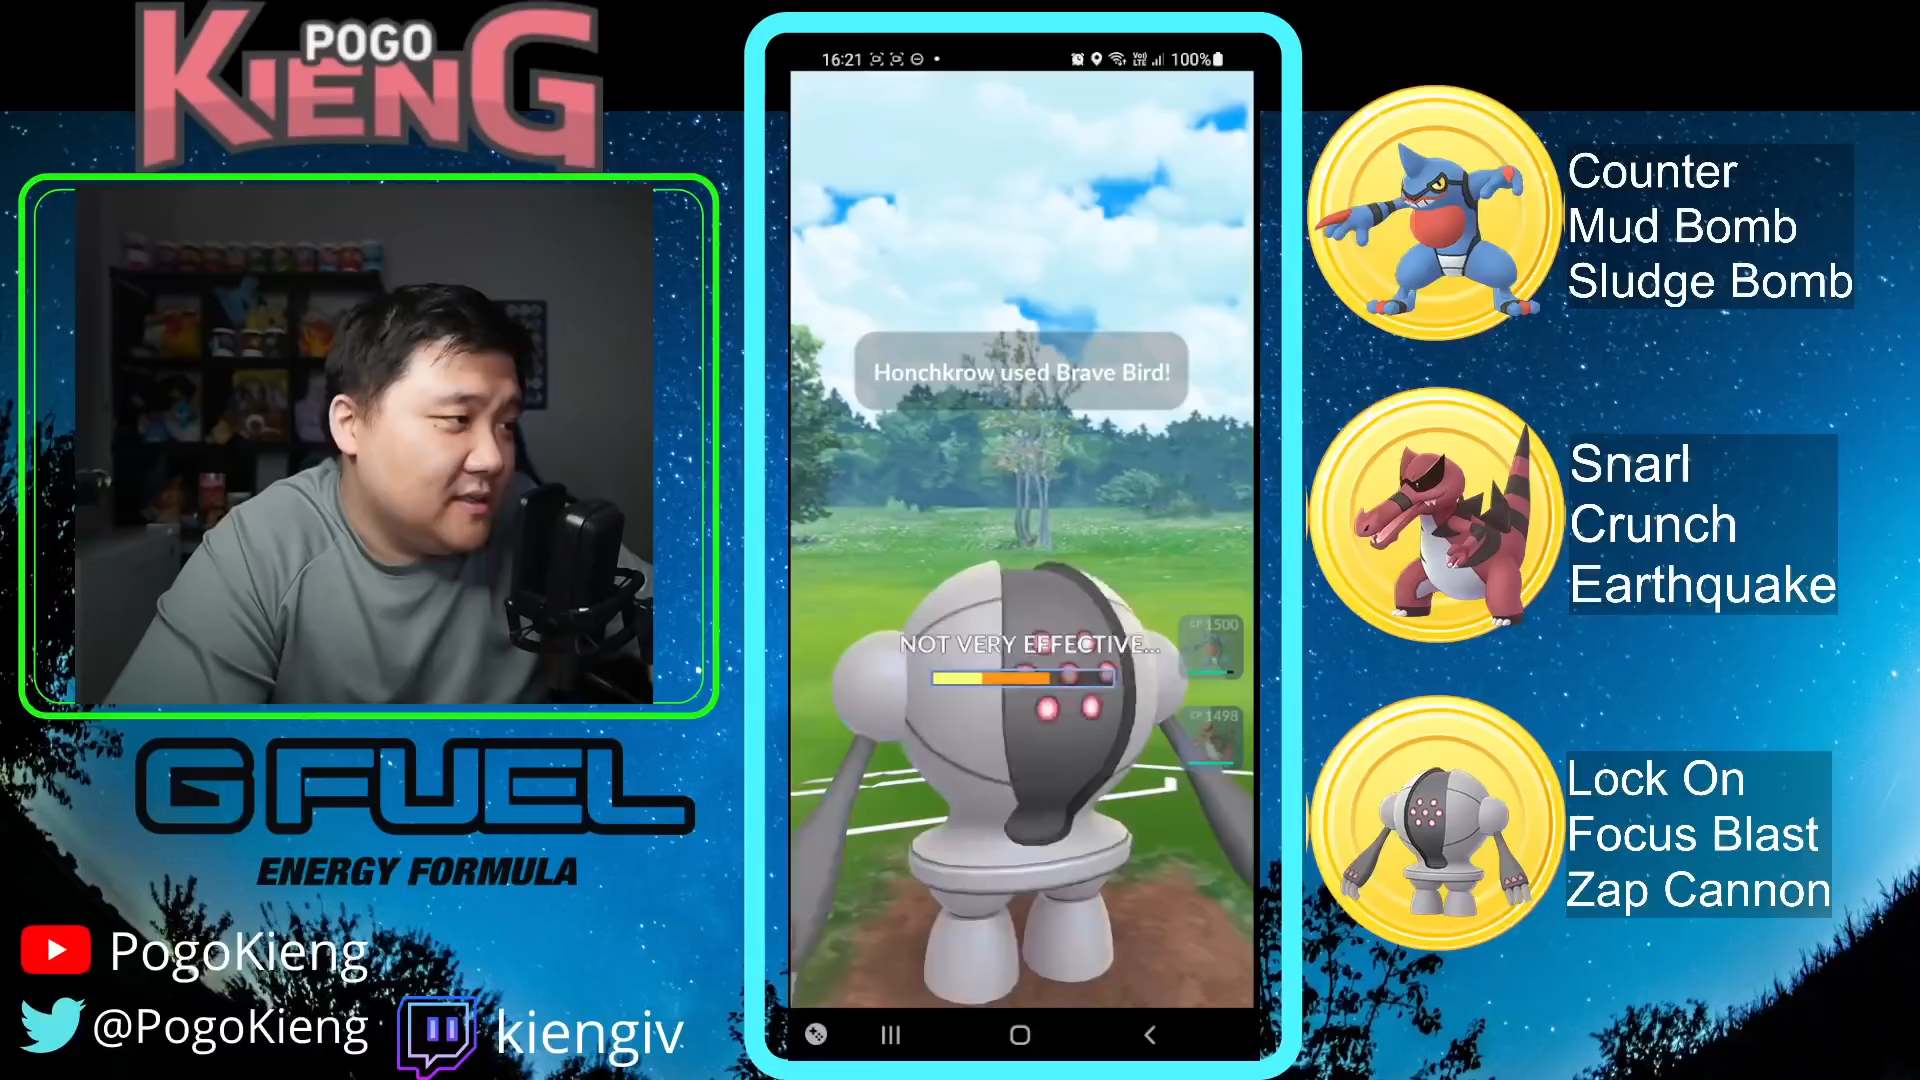 POGO
KIENG
16:21
100%
Honchkrow used Brave Bird!
NOT VERY EFFECTIVE...
CP 1500
CP 1498
Counter
Mud Bomb
Sludge Bomb
Snarl
Crunch
Earthquake
Lock On
Focus Blast
Zap Cannon
G FUEL
ENERGY FORMULA
PogoKieng
@PogoKieng
kiengiv